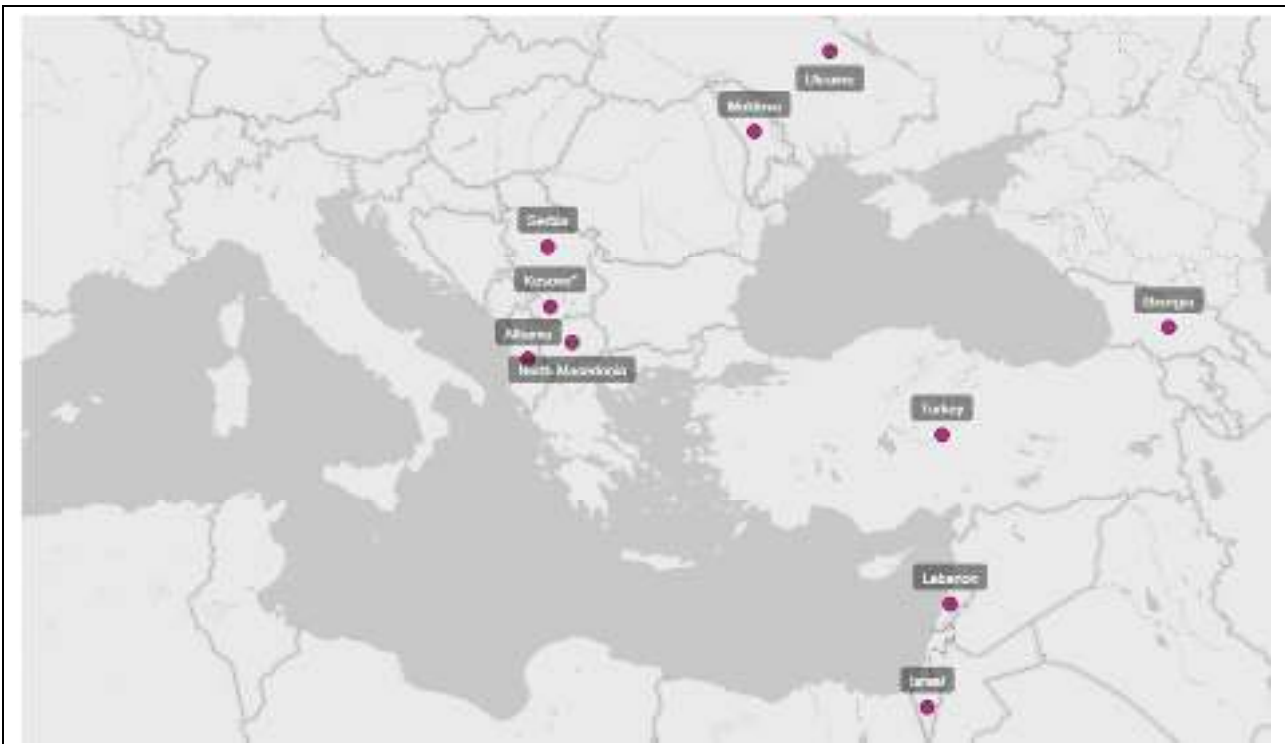 Ukraine
Moldova
Serbia
Kosovo*
Albania
North Macedonia
Georgia
Turkey
Lebanon
Israel